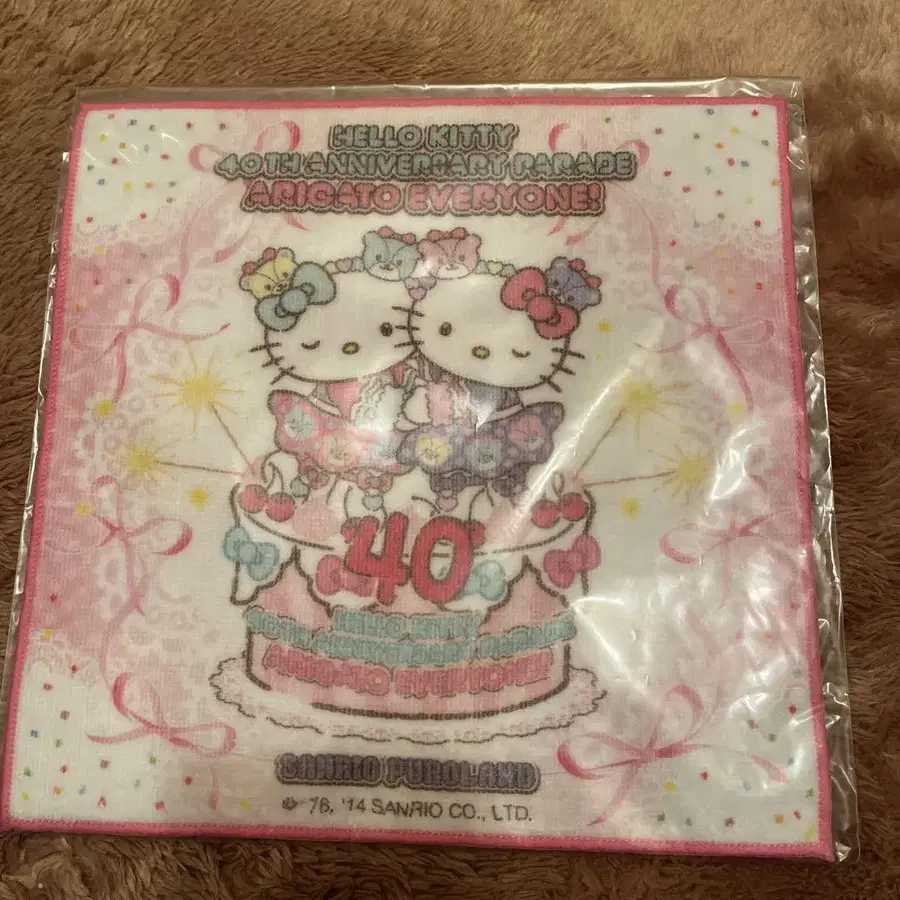 HELLO KITTY
40TH ANNIVERSARY PARADE
ARIGATO EVERYONE!
40
HELLO KITTY
40TH ANNIVERSARY PARADE
ARIGATO EVERYONE!
SANRIO PUROLAND
© '76, '14 SANRIO CO., LTD.